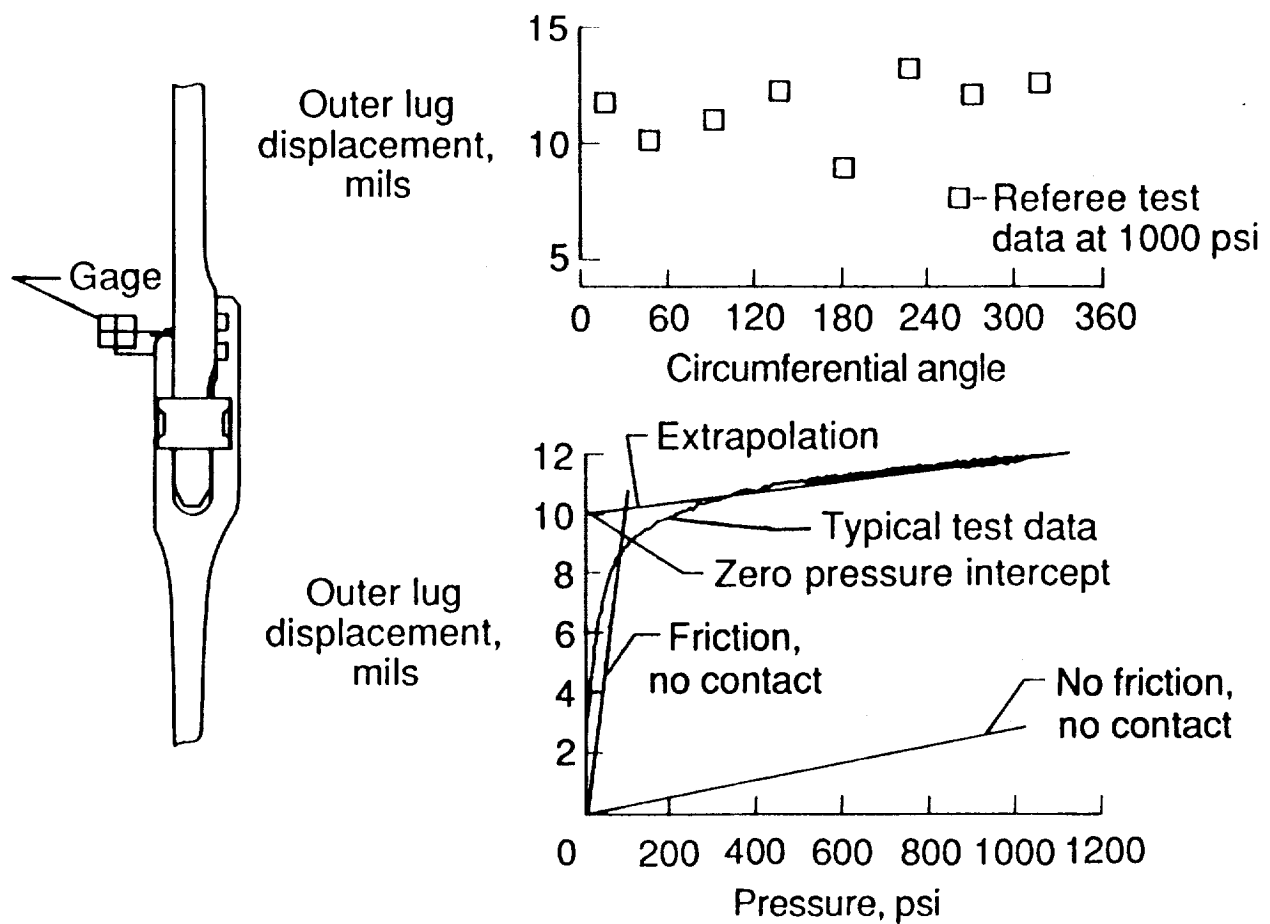 Outer lug
displacement,
mils
Gage
15
10
5
□-Referee test
data at 1000 psi
0 60 120 180 240 300 360
Circumferential angle
Outer lug
displacement,
mils
12
10
8
6
4
2
Extrapolation
Typical test data
Zero pressure intercept
Friction,
no contact
No friction,
no contact
0 200 400 600 800 1000 1200
Pressure, psi